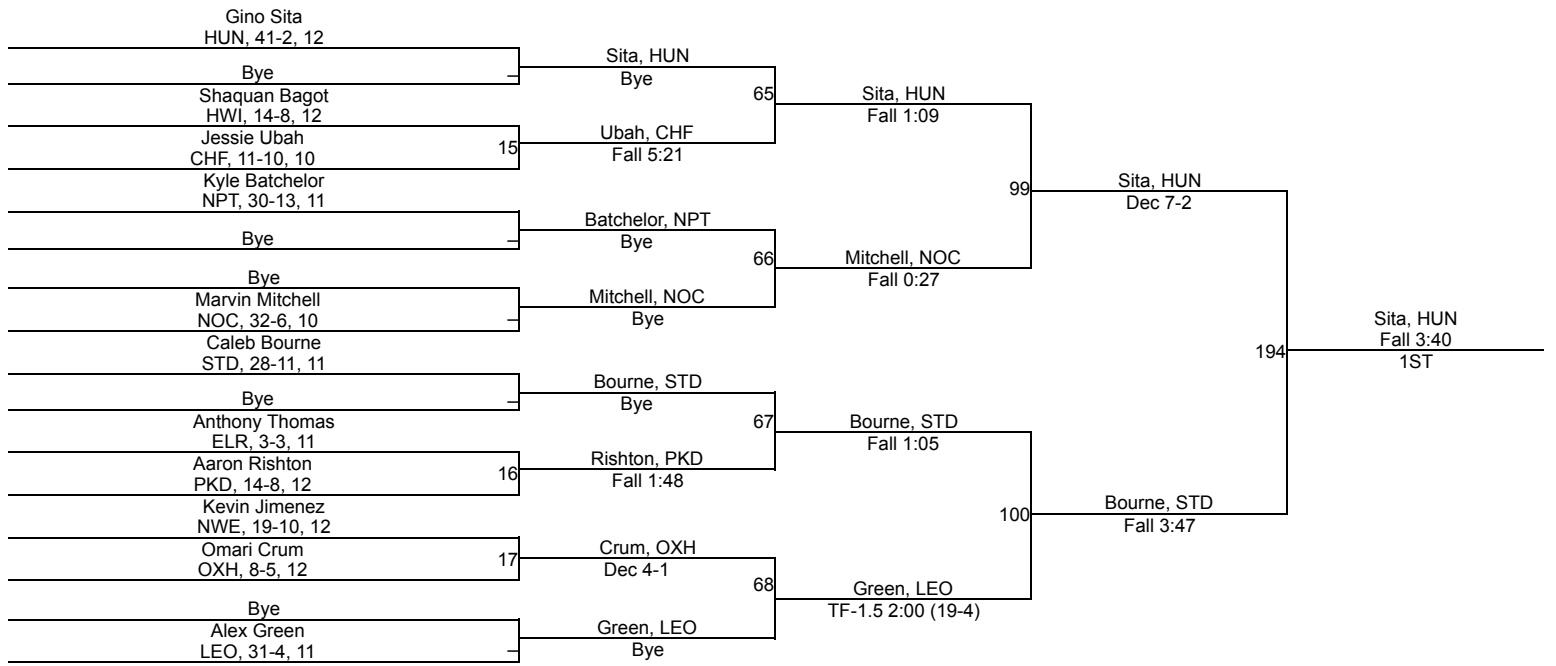 Gino Sita
HUN, 41-2, 12
Bye
–
Shaquan Bagot
HWI, 14-8, 12
Jessie Ubah
CHF, 11-10, 10
15
Kyle Batchelor
NPT, 30-13, 11
Bye
–
Bye
Marvin Mitchell
NOC, 32-6, 10
–
Caleb Bourne
STD, 28-11, 11
Bye
–
Anthony Thomas
ELR, 3-3, 11
Aaron Rishton
PKD, 14-8, 12
16
Kevin Jimenez
NWE, 19-10, 12
Omari Crum
OXH, 8-5, 12
17
Bye
Alex Green
LEO, 31-4, 11
–
Sita, HUN
Bye
65
Ubah, CHF
Fall 5:21
Batchelor, NPT
Bye
66
Mitchell, NOC
Bye
Bourne, STD
Bye
67
Rishton, PKD
Fall 1:48
Crum, OXH
Dec 4-1
68
Green, LEO
Bye
Sita, HUN
Fall 1:09
99
Mitchell, NOC
Fall 0:27
Bourne, STD
Fall 1:05
100
Green, LEO
TF-1.5 2:00 (19-4)
Sita, HUN
Dec 7-2
194
Bourne, STD
Fall 3:47
Sita, HUN
Fall 3:40
1ST